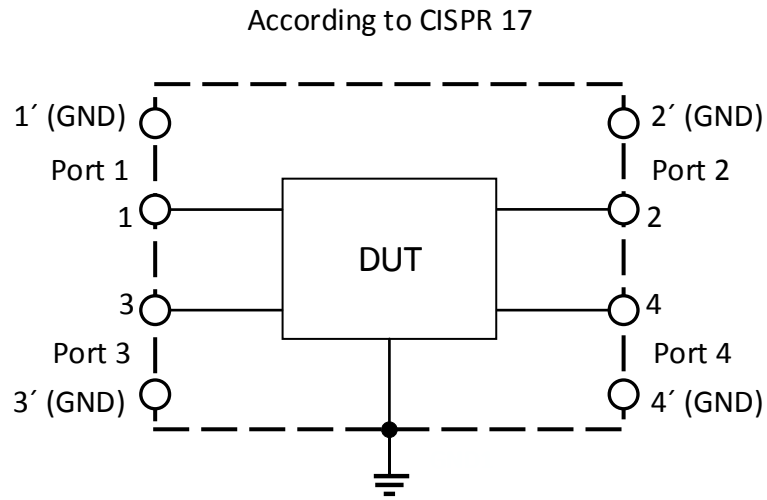 According to CISPR 17
1´ (GND)
2´ (GND)
Port 1
Port 2
1
2
DUT
3
4
Port 3
Port 4
3´ (GND)
4´ (GND)